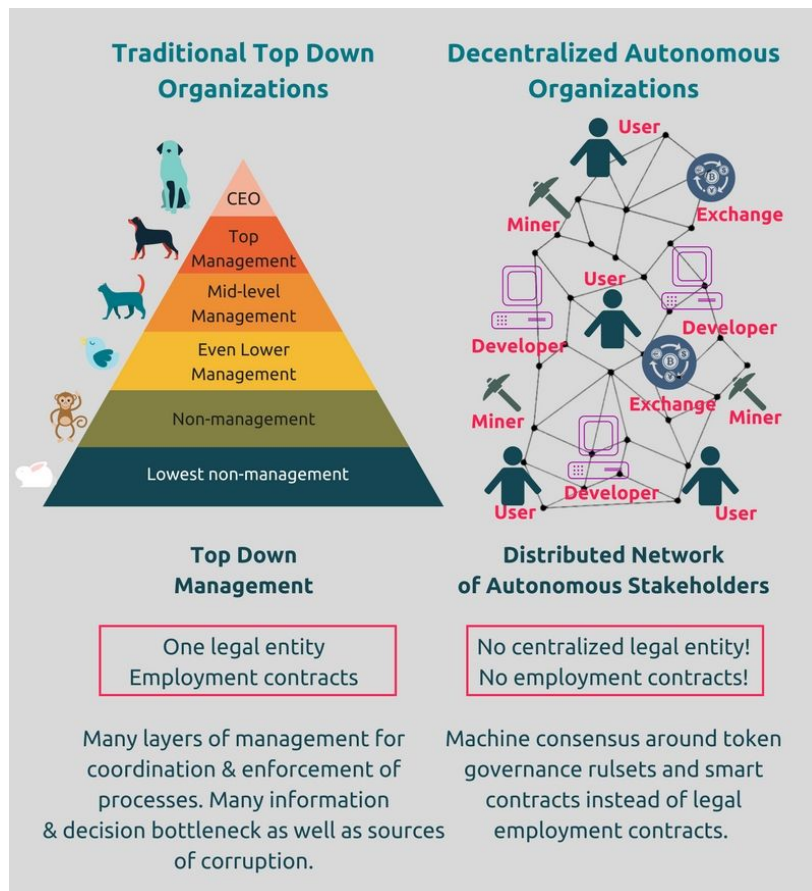 Traditional Top Down
Organizations
CEO
Top
Management
Mid-level
Management
Even Lower
Management
Non-management
Lowest non-management
Top Down
Management
One legal entity
Employment contracts
Many layers of management for
coordination & enforcement of
processes. Many information
& decision bottleneck as well as sources
of corruption.
Decentralized Autonomous
Organizations
User
Exchange
Miner
User
Developer
Developer
Exchange
Miner
Miner
Developer
User
User
Distributed Network
of Autonomous Stakeholders
No centralized legal entity!
No employment contracts!
Machine consensus around token
governance rulsets and smart
contracts instead of legal
employment contracts.